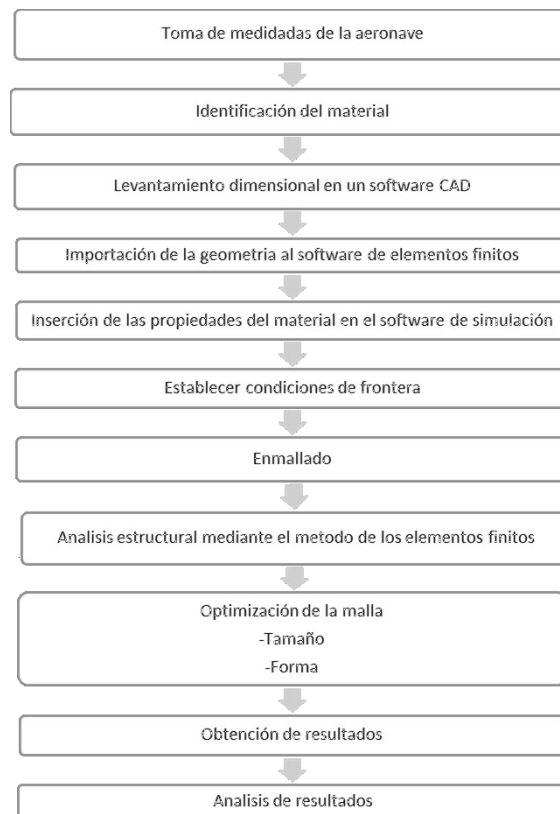 Toma de medidadas de la aeronave
Identificación del material
Levantamiento dimensional en un software CAD
Importación de la geometria al software de elementos finitos
Inserción de las propiedades del material en el software de simulación
Establecer condiciones de frontera
Enmallado
Analisis estructural mediante el metodo de los elementos finitos
Optimización de la malla
-Tamaño
-Forma
Obtención de resultados
Analisis de resultados